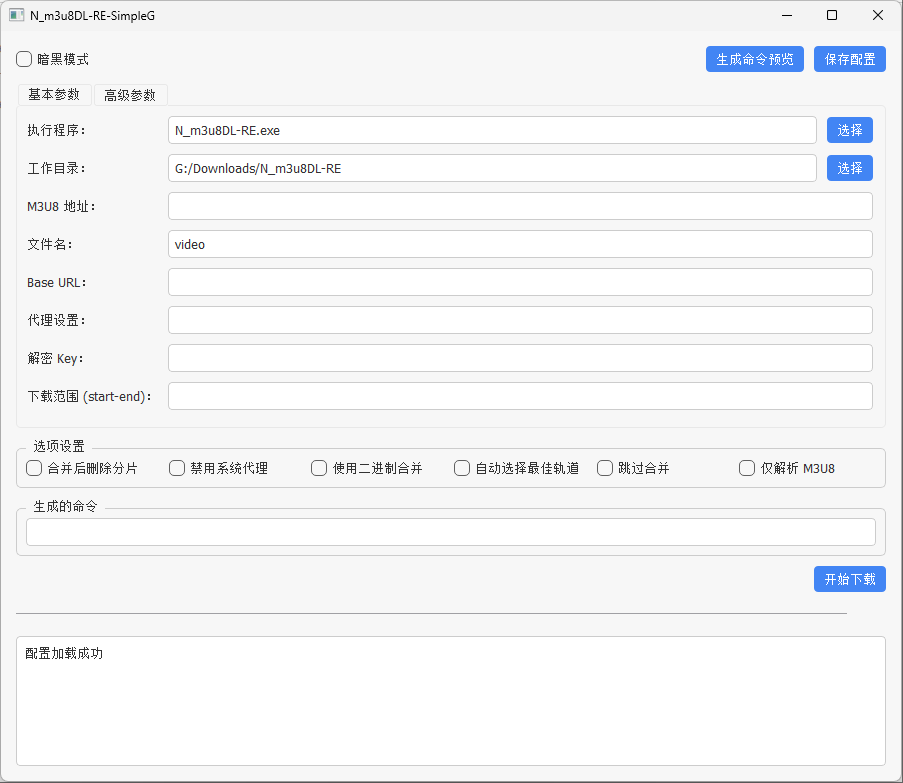 N_m3u8DL-RE-SimpleG
暗黑模式 生成命令预览 保存配置
基本参数 高级参数
执行程序： N_m3u8DL-RE.exe 选择
工作目录： G:/Downloads/N_m3u8DL-RE 选择
M3U8 地址：
文件名： video
Base URL：
代理设置：
解密 Key：
下载范围 (start-end)：
选项设置
合并后删除分片 禁用系统代理 使用二进制合并 自动选择最佳轨道 跳过合并 仅解析 M3U8
生成的命令
开始下载
配置加载成功